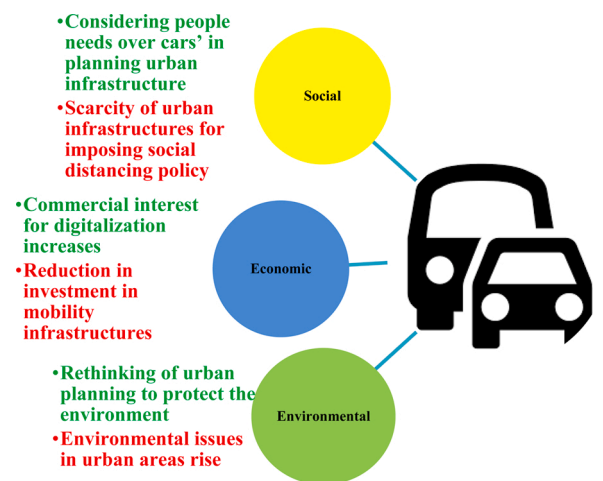 •Considering people
needs over cars’ in
planning urban
infrastructure
•Scarcity of urban
infrastructures for
imposing social
distancing policy
Social
•Commercial interest
for digitalization
increases
•Reduction in
investment in
mobility
infrastructures
Economic
•Rethinking of urban
planning to protect the
environment
•Environmental issues
in urban areas rise
Environmental